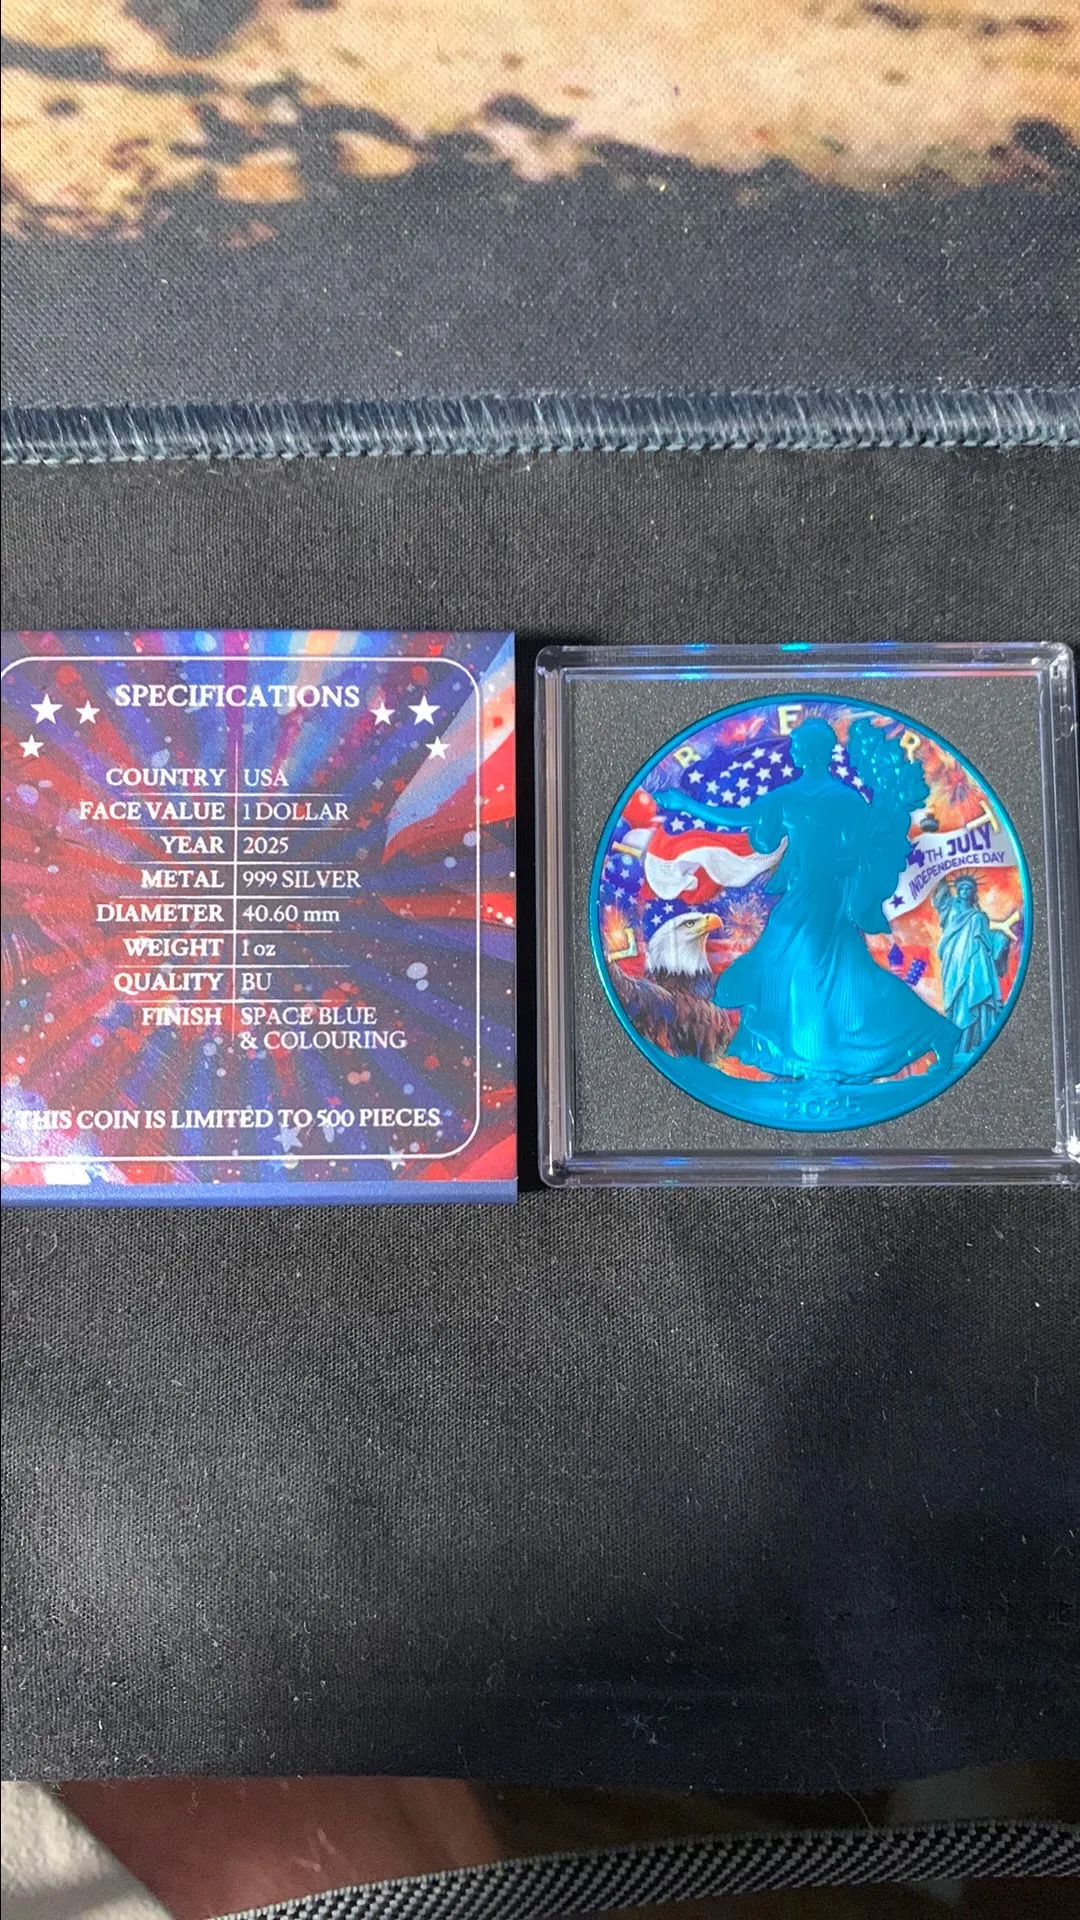 SPECIFICATIONS
COUNTRY USA
FACE VALUE 1 DOLLAR
YEAR 2025
METAL 999 SILVER
DIAMETER 40.60 mm
WEIGHT 1 oz
QUALITY BU
FINISH SPACE BLUE
& COLOURING
THIS COIN IS LIMITED TO 500 PIECES
LIBERTY
4TH JULY
INDEPENDENCE DAY
2025